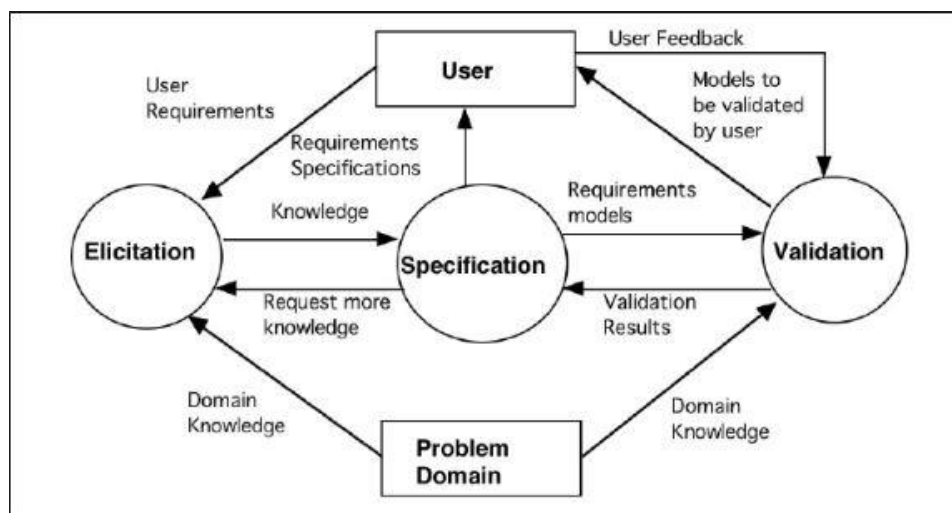 User Feedback
User
Models to
be validated
by user
User
Requirements
Requirements
Specifications
Requirements
models
Knowledge
Elicitation
Specification
Validation
Request more
knowledge
Validation
Results
Domain
Knowledge
Domain
Knowledge
Problem
Domain